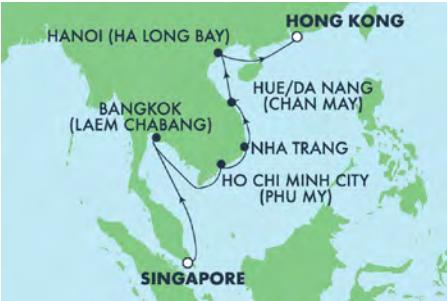 HONG KONG
HANOI (HA LONG BAY)
HUE/DA NANG
(CHAN MAY)
BANGKOK
(LAEM CHABANG)
NHA TRANG
HO CHI MINH CITY
(PHU MY)
SINGAPORE